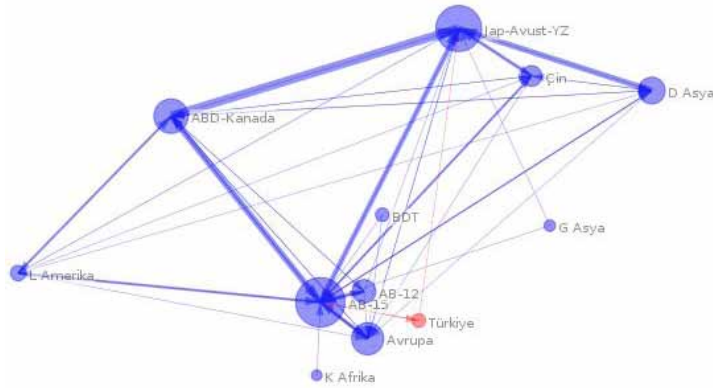 Jap-Avust-YZ
Çin
D Asya
ABD-Kanada
BDT
G Asya
L Amerika
AB-12
AB-15
Türkiye
Avrupa
K Afrika